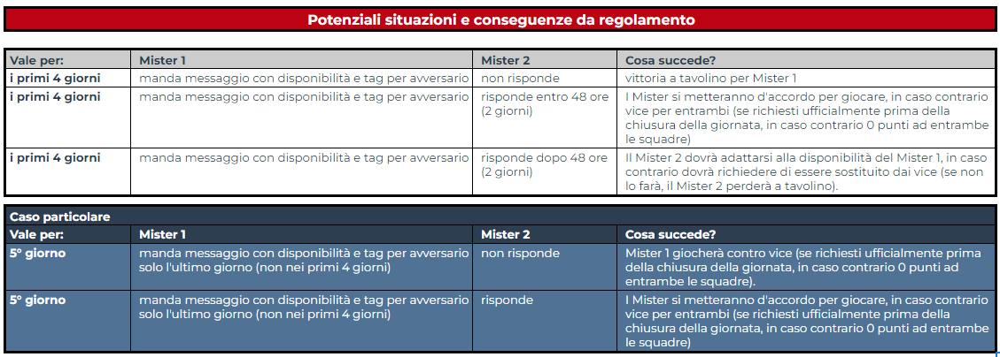 Potenziali situazioni e conseguenze da regolamento
Vale per: Mister 1 Mister 2 Cosa succede?
i primi 4 giorni manda messaggio con disponibilità e tag per avversario non risponde vittoria a tavolino per Mister 1
i primi 4 giorni manda messaggio con disponibilità e tag per avversario risponde entro 48 ore I Mister si metteranno d'accordo per giocare, in caso contrario
(2 giorni) vice per entrambi (se richiesti ufficialmente prima della
chiusura della giornata, in caso contrario 0 punti ad entrambe
le squadre)
i primi 4 giorni manda messaggio con disponibilità e tag per avversario risponde dopo 48 ore Il Mister 2 dovrà adattarsi alla disponibilità del Mister 1, in caso
(2 giorni) contrario dovrà richiedere di essere sostituito dai vice (se non
lo farà, il Mister 2 perderà a tavolino).
Caso particolare
Vale per: Mister 1 Mister 2 Cosa succede?
5° giorno manda messaggio con disponibilità e tag per avversario non risponde Mister 1 giocherà contro vice (se richiesti ufficialmente prima
solo l'ultimo giorno (non nei primi 4 giorni) della chiusura della giornata, in caso contrario 0 punti ad
entrambe le squadre).
5° giorno manda messaggio con disponibilità e tag per avversario risponde I Mister si metteranno d'accordo per giocare, in caso contrario
solo l'ultimo giorno (non nei primi 4 giorni) vice per entrambi (se richiesti ufficialmente prima della
chiusura della giornata, in caso contrario 0 punti ad entrambe
le squadre)